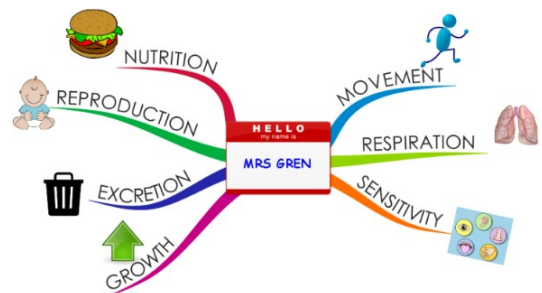 NUTRITION
MOVEMENT
REPRODUCTION
HELLO
my name is
MRS GREN
RESPIRATION
EXCRETION
SENSITIVITY
GROWTH